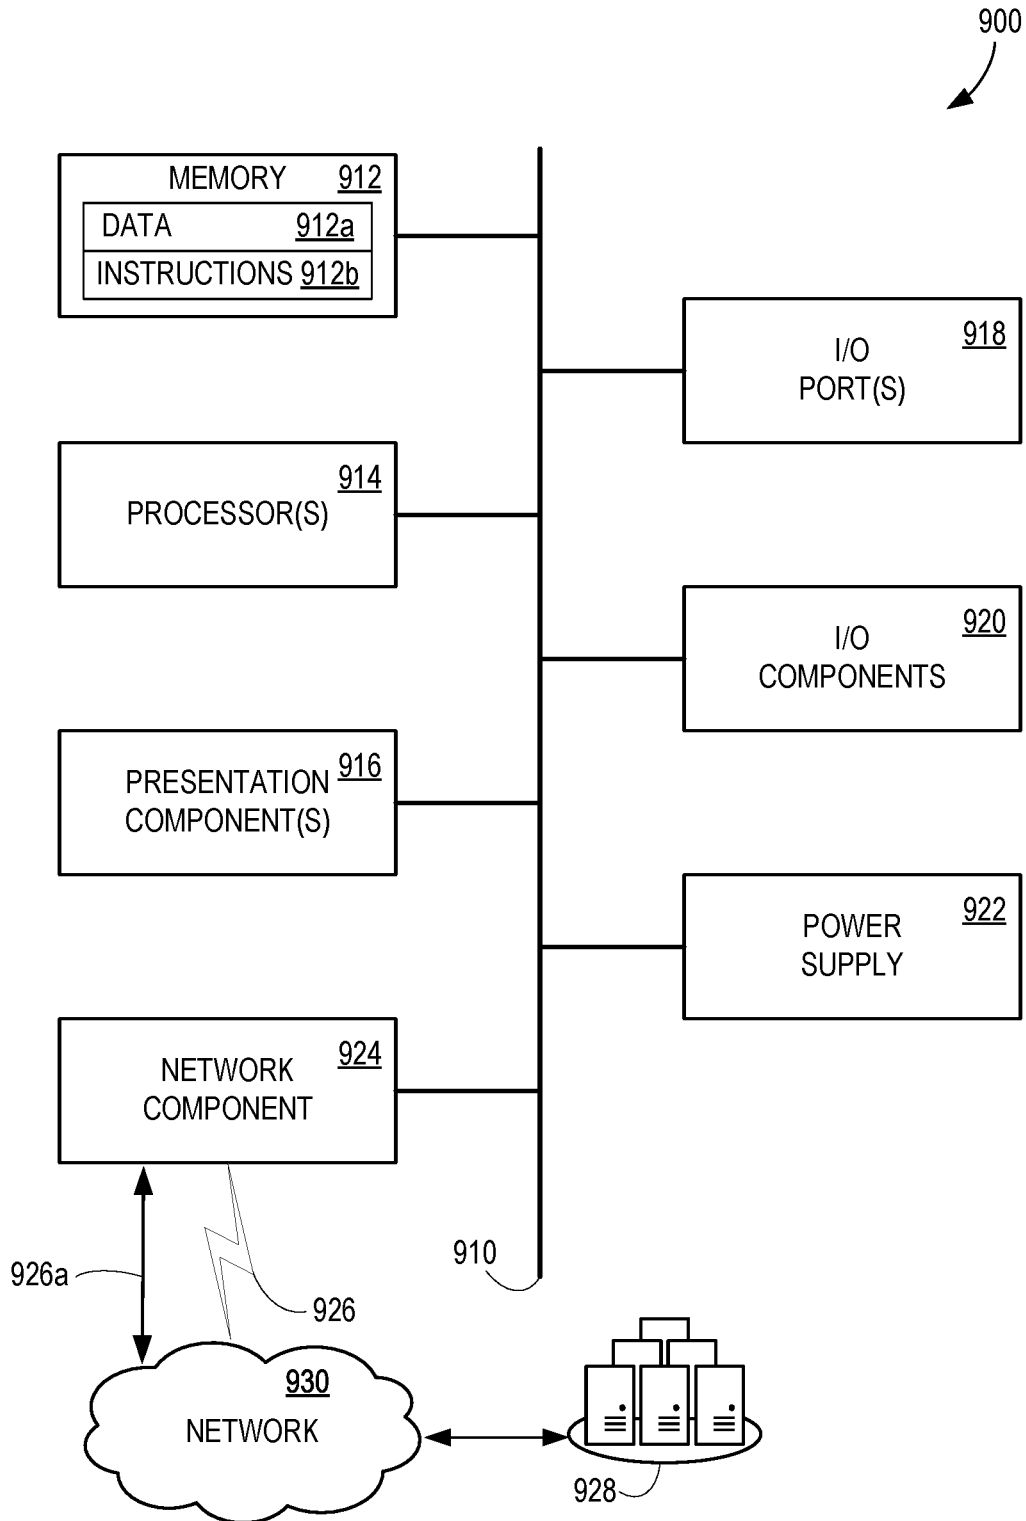 900
MEMORY 912
DATA 912a
INSTRUCTIONS 912b
I/O
PORT(S)
918
PROCESSOR(S)
914
I/O
COMPONENTS
920
PRESENTATION
COMPONENT(S)
916
POWER
SUPPLY
922
NETWORK
COMPONENT
924
926a
926
910
930
NETWORK
928